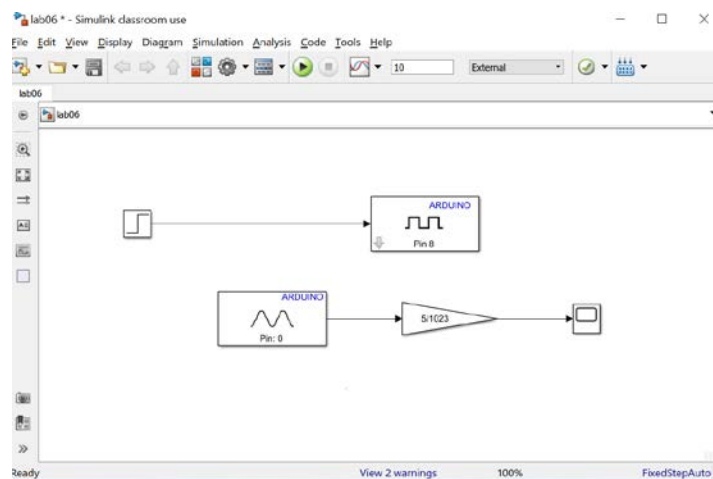 lab06 * - Simulink classroom use
File Edit View Display Diagram Simulation Analysis Code Tools Help
10 External
lab06
lab06
ARDUINO
Pin 8
ARDUINO
Pin: 0
5/1023
Ready View 2 warnings 100% FixedStepAuto